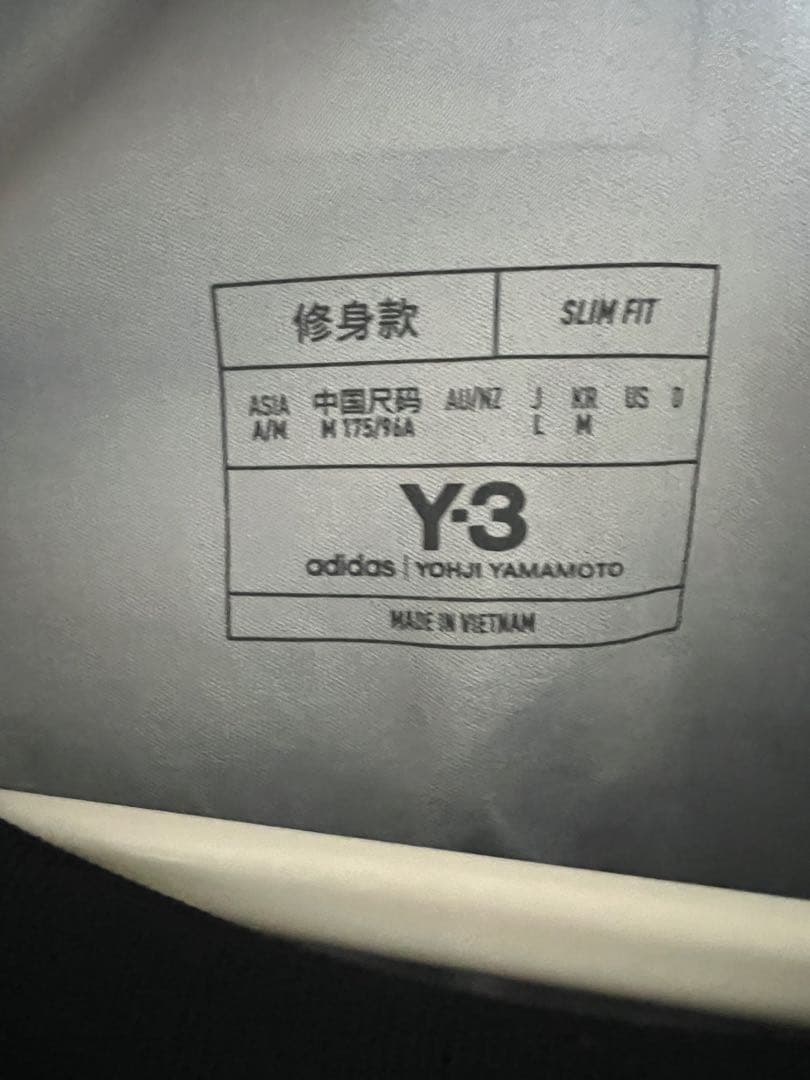 修身款 SLIM FIT
ASIA 中国尺码 AU/NZ J KR US D
A/M M 175/96A L M
Y-3
adidas | YOHJI YAMAMOTO
MADE IN VIETNAM